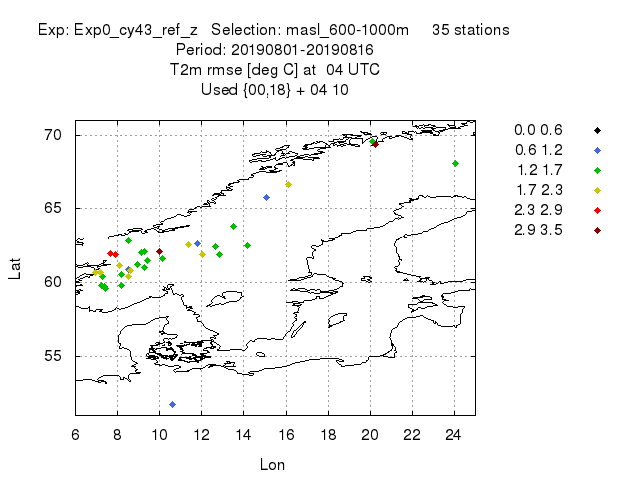 Exp: Exp0_cy43_ref_z   Selection: masl_600-1000m     35 stations
Period: 20190801-20190816
T2m rmse [deg C] at  04 UTC
Used {00,18} + 04 10
70
65
60
55
Lat
6 8 10 12 14 16 18 20 22 24
Lon
0.0 0.6
0.6 1.2
1.2 1.7
1.7 2.3
2.3 2.9
2.9 3.5